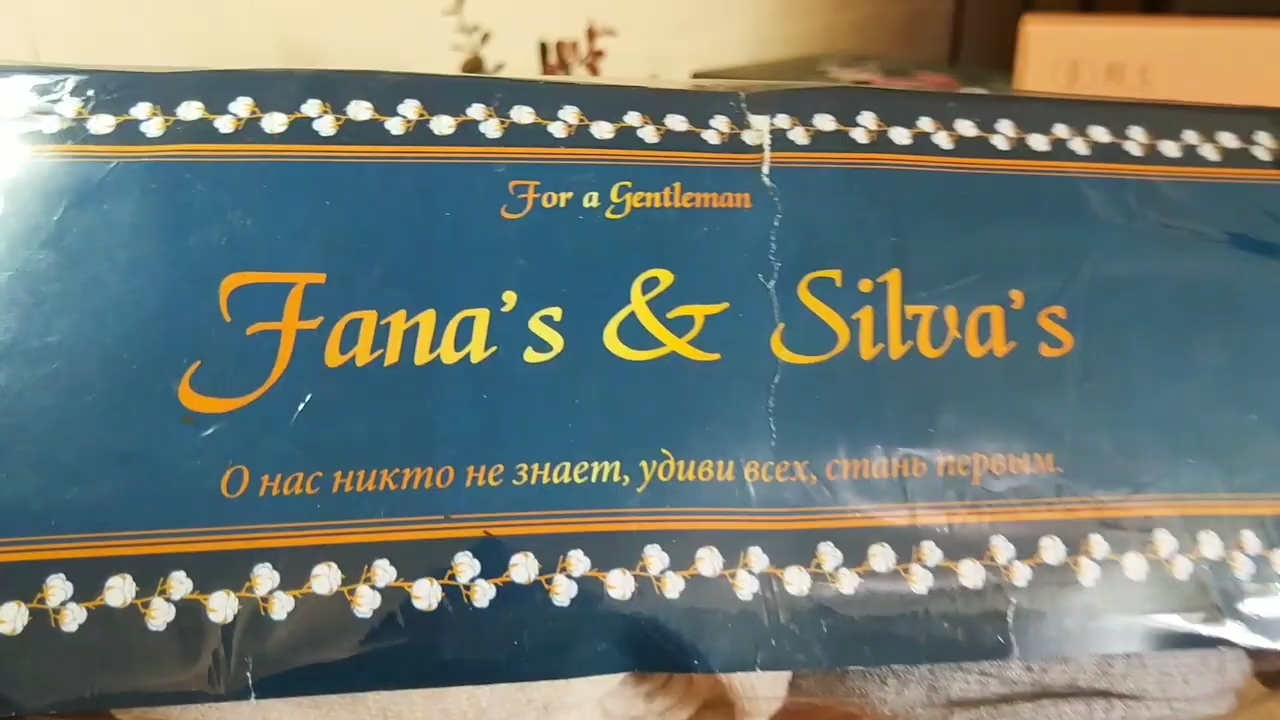 For a Gentleman
Fana's & Silva's
О нас никто не знает, удиви всех, стань первым.